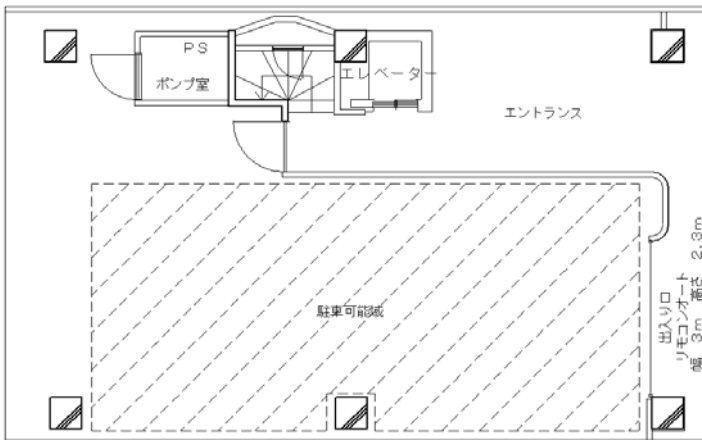 PS
ポンプ室
エレベーター
エントランス
駐車可能域
出入り口
リモコンオート
幅 3m 高さ 2.3m